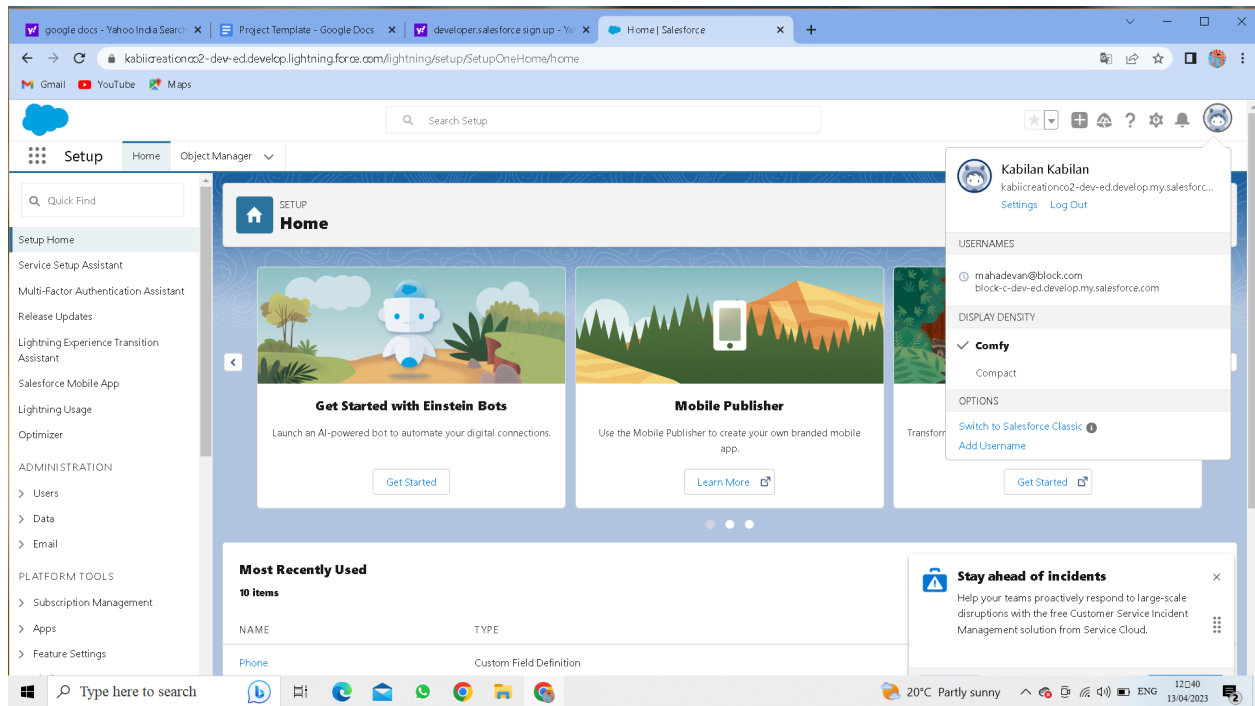 google docs - Yahoo India Search
Project Template - Google Docs
developer.salesforce sign up - Ya
Home | Salesforce
kabiicreationco2-dev-ed.develop.lightning.force.com/lightning/setup/SetupOneHome/home
Gmail
YouTube
Maps
Search Setup
Setup
Home
Object Manager
Quick Find
Setup Home
Service Setup Assistant
Multi-Factor Authentication Assistant
Release Updates
Lightning Experience Transition
Assistant
Salesforce Mobile App
Lightning Usage
Optimizer
ADMINISTRATION
Users
Data
Email
PLATFORM TOOLS
Subscription Management
Apps
Feature Settings
SETUP
Home
Get Started with Einstein Bots
Launch an AI-powered bot to automate your digital connections.
Get Started
Mobile Publisher
Use the Mobile Publisher to create your own branded mobile
app.
Learn More
Transform
Get Started
Most Recently Used
10 items
NAME
TYPE
Phone
Custom Field Definition
Kabilan Kabilan
kabiicreationco2-dev-ed.develop.my.salesforc...
Settings
Log Out
USERNAMES
mahadevan@block.com
block-c-dev-ed.develop.my.salesforce.com
DISPLAY DENSITY
Comfy
Compact
OPTIONS
Switch to Salesforce Classic
Add Username
Stay ahead of incidents
Help your teams proactively respond to large-scale
disruptions with the free Customer Service Incident
Management solution from Service Cloud.
Type here to search
20°C Partly sunny
ENG
12:40
13/04/2023
2